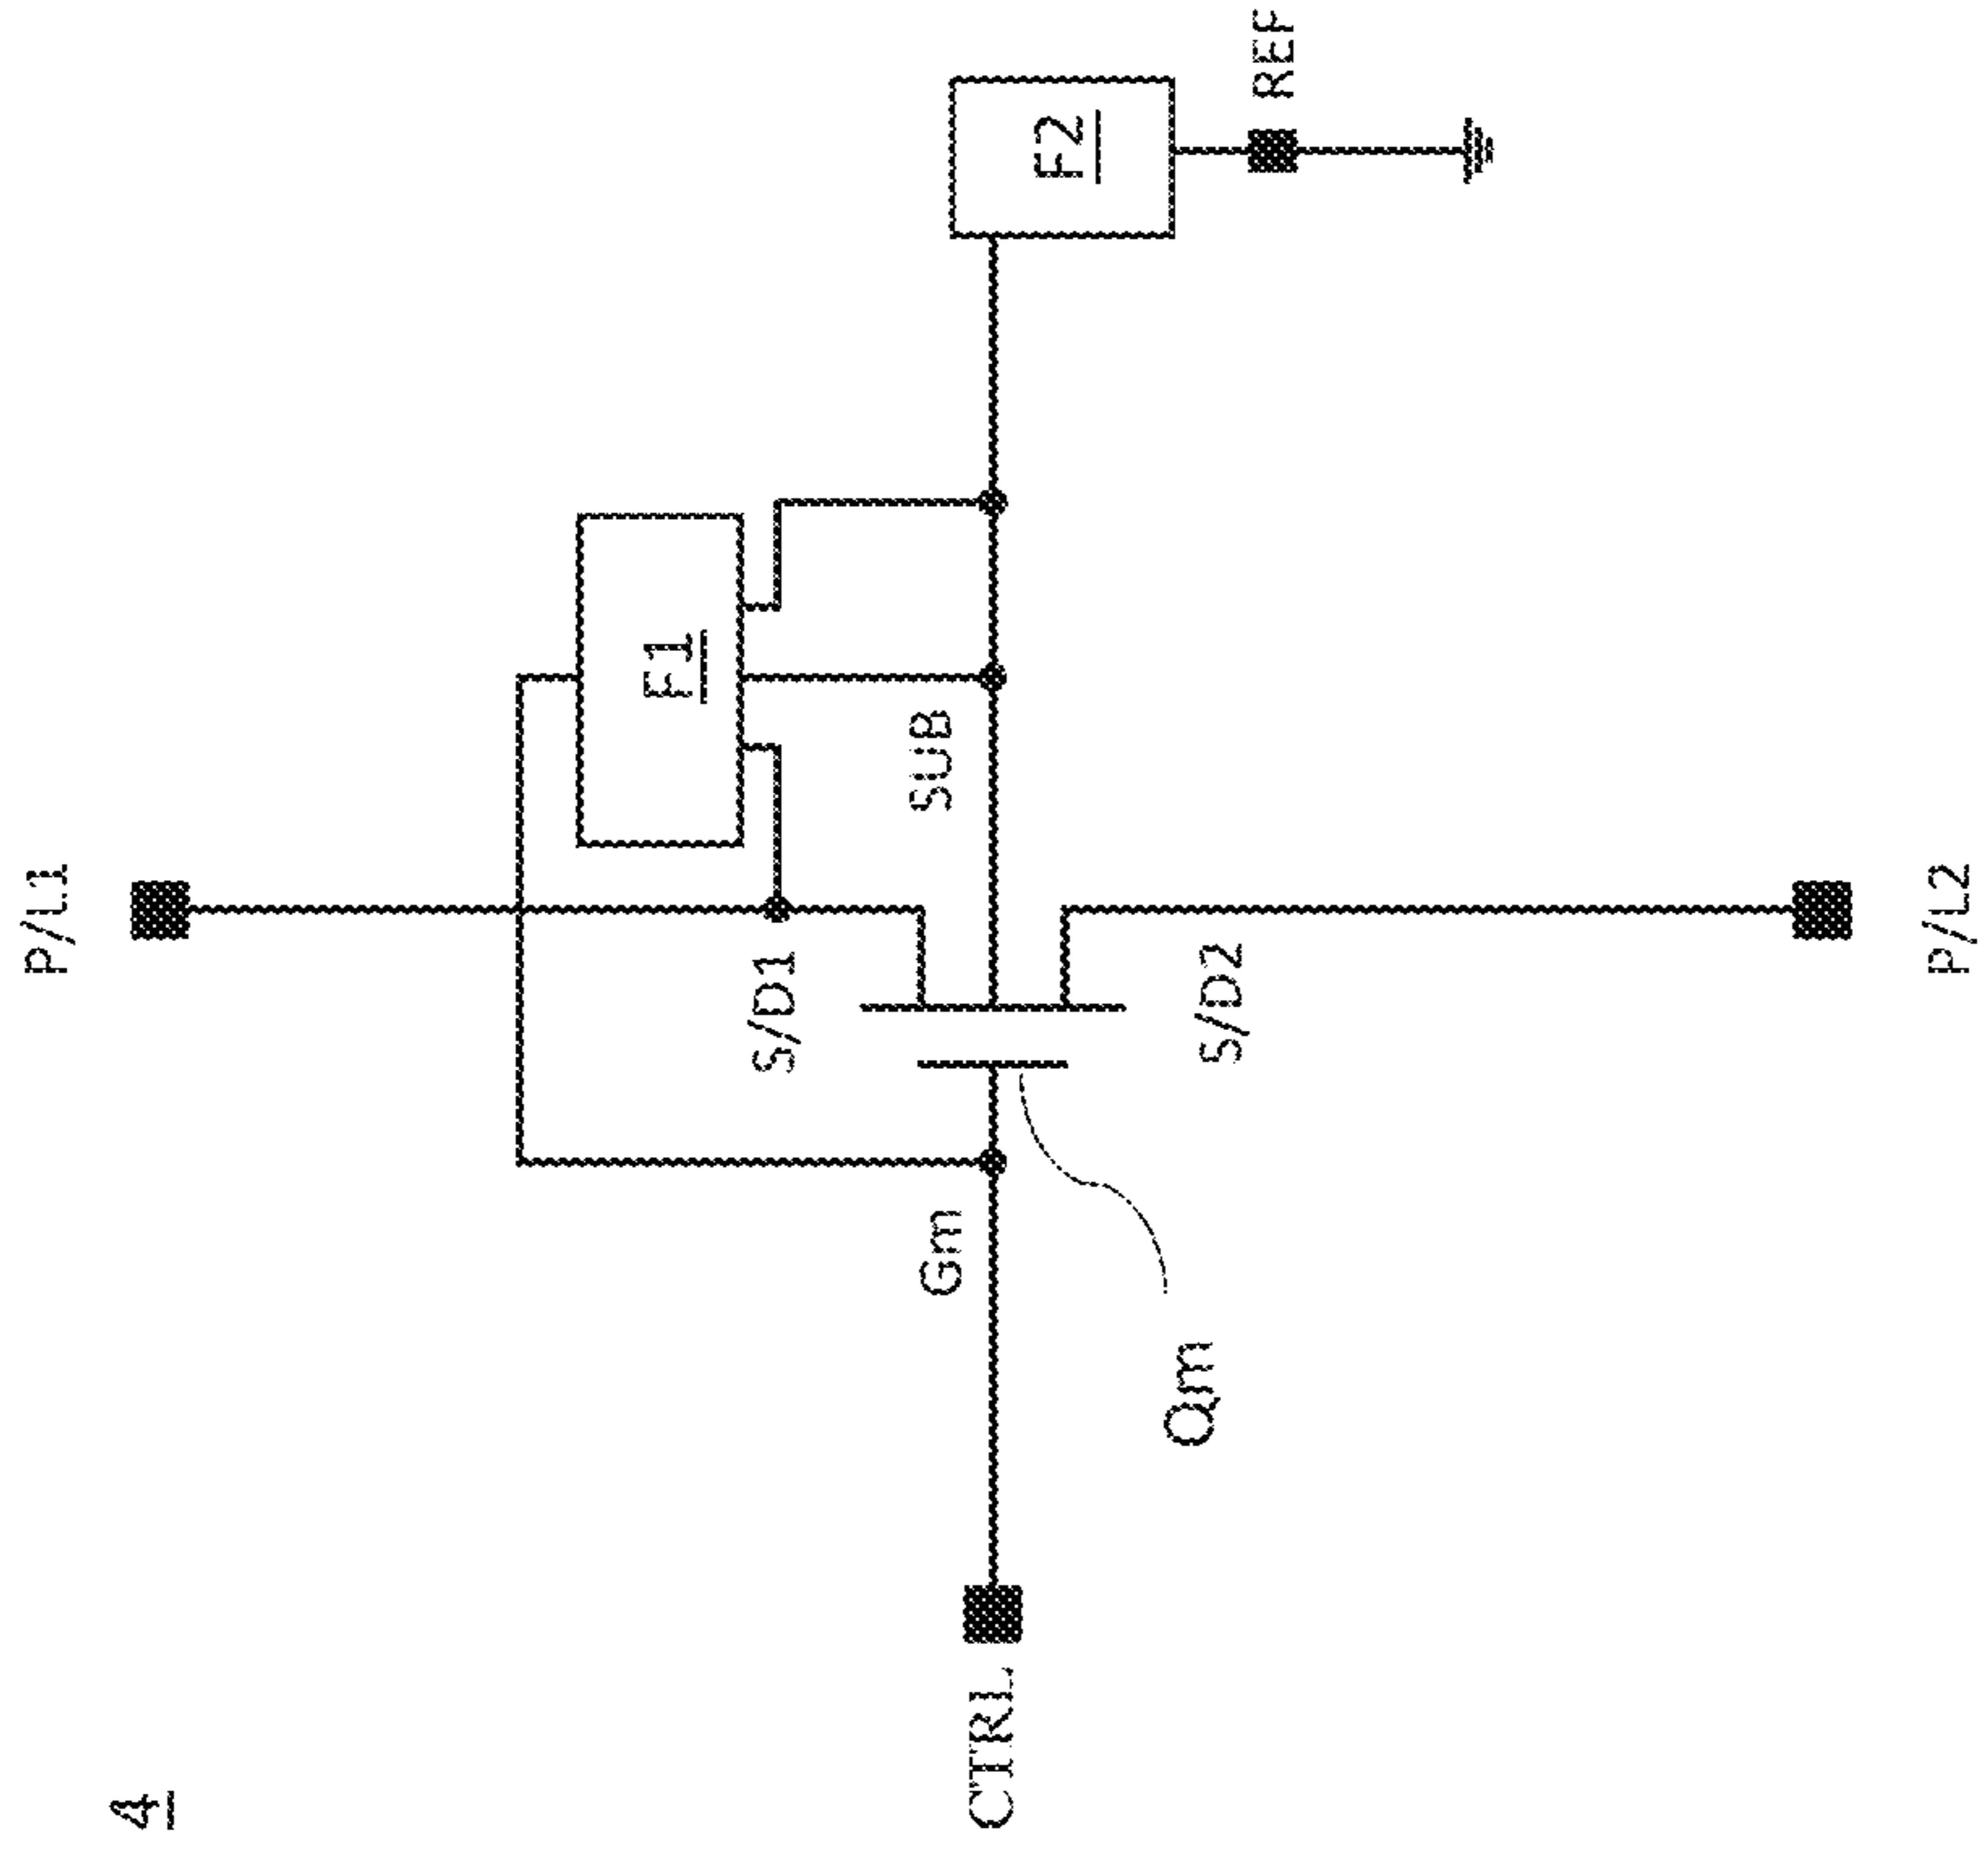 4
P/L1
F1
S/D1
Gm
SUB
CTRL
F2
Qm
S/D2
REF
P/L2